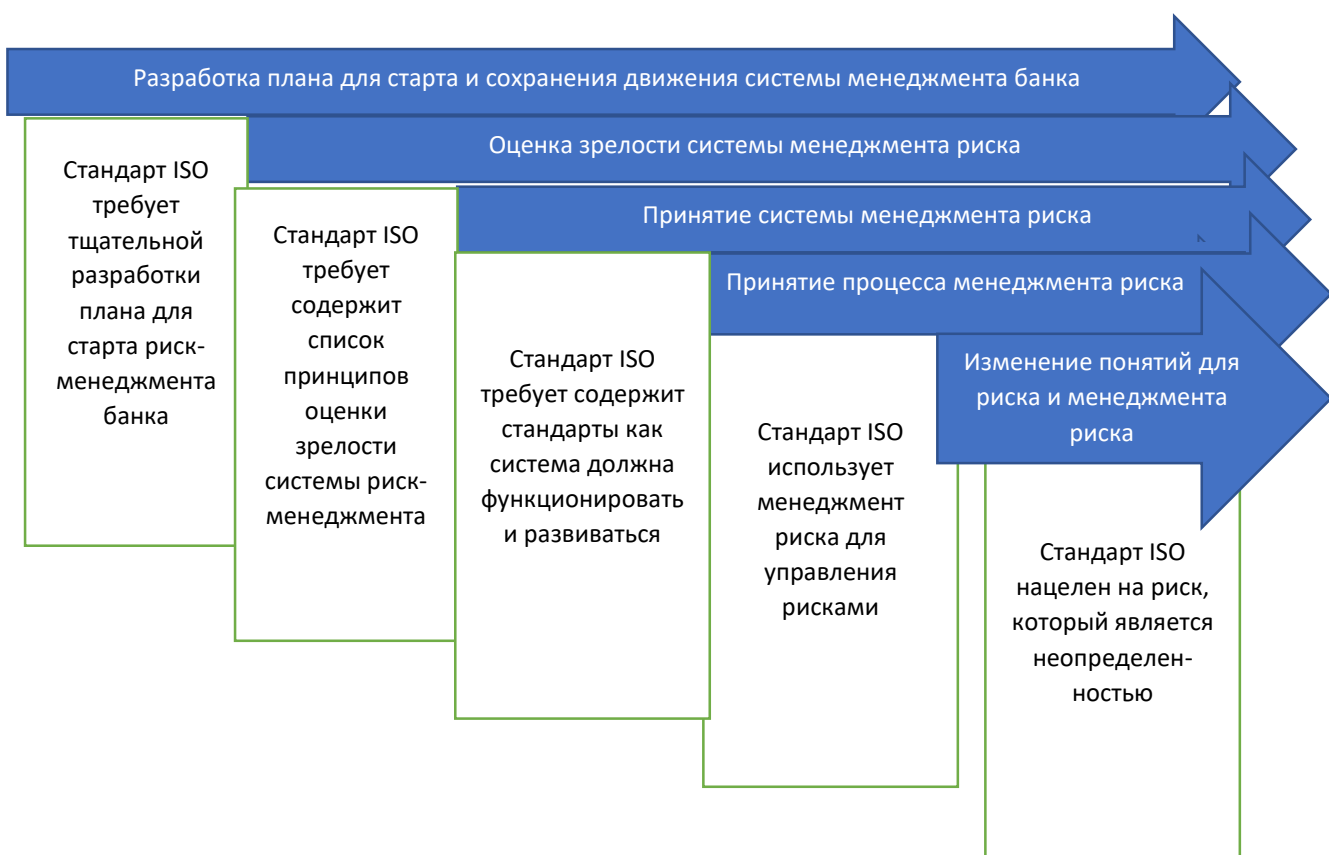 Разработка плана для старта и сохранения движения системы менеджмента банка
Оценка зрелости системы менеджмента риска
Принятие системы менеджмента риска
Принятие процесса менеджмента риска
Изменение понятий для
риска и менеджмента
риска
Стандарт ISO
требует
тщательной
разработки
плана для
старта риск-
менеджмента
банка
Стандарт ISO
требует
содержит
список
принципов
оценки
зрелости
системы риск-
менеджмента
Стандарт ISO
требует содержит
стандарты как
система должна
функционировать
и развиваться
Стандарт ISO
использует
менеджмент
риска для
управления
рисками
Стандарт ISO
нацелен на риск,
который является
неопределен-
ностью